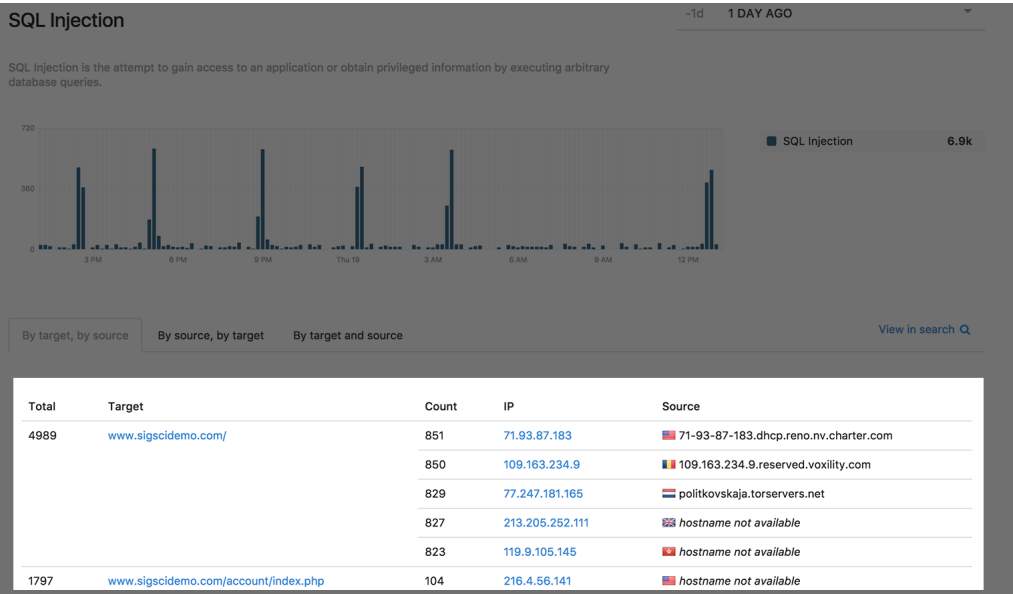 SQL Injection
-1d 1 DAY AGO
SQL Injection is the attempt to gain access to an application or obtain privileged information by executing arbitrary
database queries.
720
360
0
3 PM 6 PM 9 PM Thu 19 3 AM 6 AM 9 AM 12 PM
SQL Injection 6.9k
By target, by source By source, by target By target and source
View in search
Total Target Count IP Source
4989 www.sigscidemo.com/ 851 71.93.87.183 71-93-87-183.dhcp.reno.nv.charter.com
850 109.163.234.9 109.163.234.9.reserved.voxility.com
829 77.247.181.165 politkovskaja.torservers.net
827 213.205.252.111 hostname not available
823 119.9.105.145 hostname not available
1797 www.sigscidemo.com/account/index.php 104 216.4.56.141 hostname not available